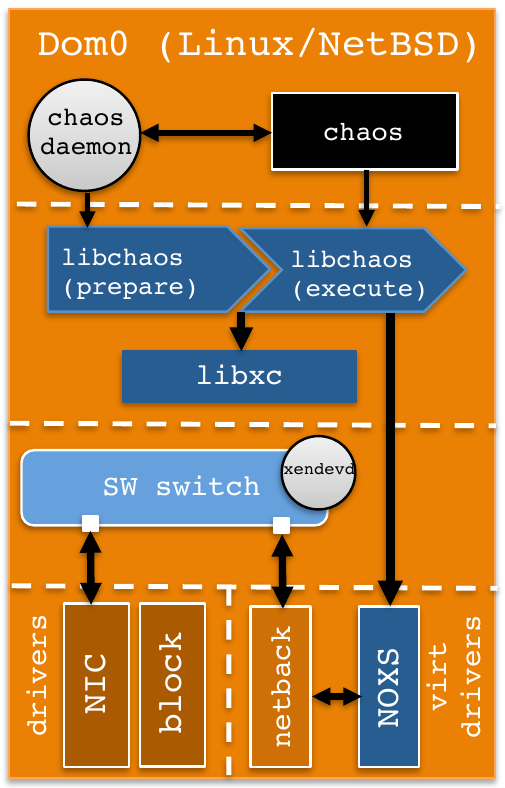 Dom0 (Linux/NetBSD)
chaos
daemon
chaos
libchaos
(prepare)
libchaos
(execute)
libxc
SW switch
xendevd
drivers
NIC
block
netback
NOXS
virt
drivers